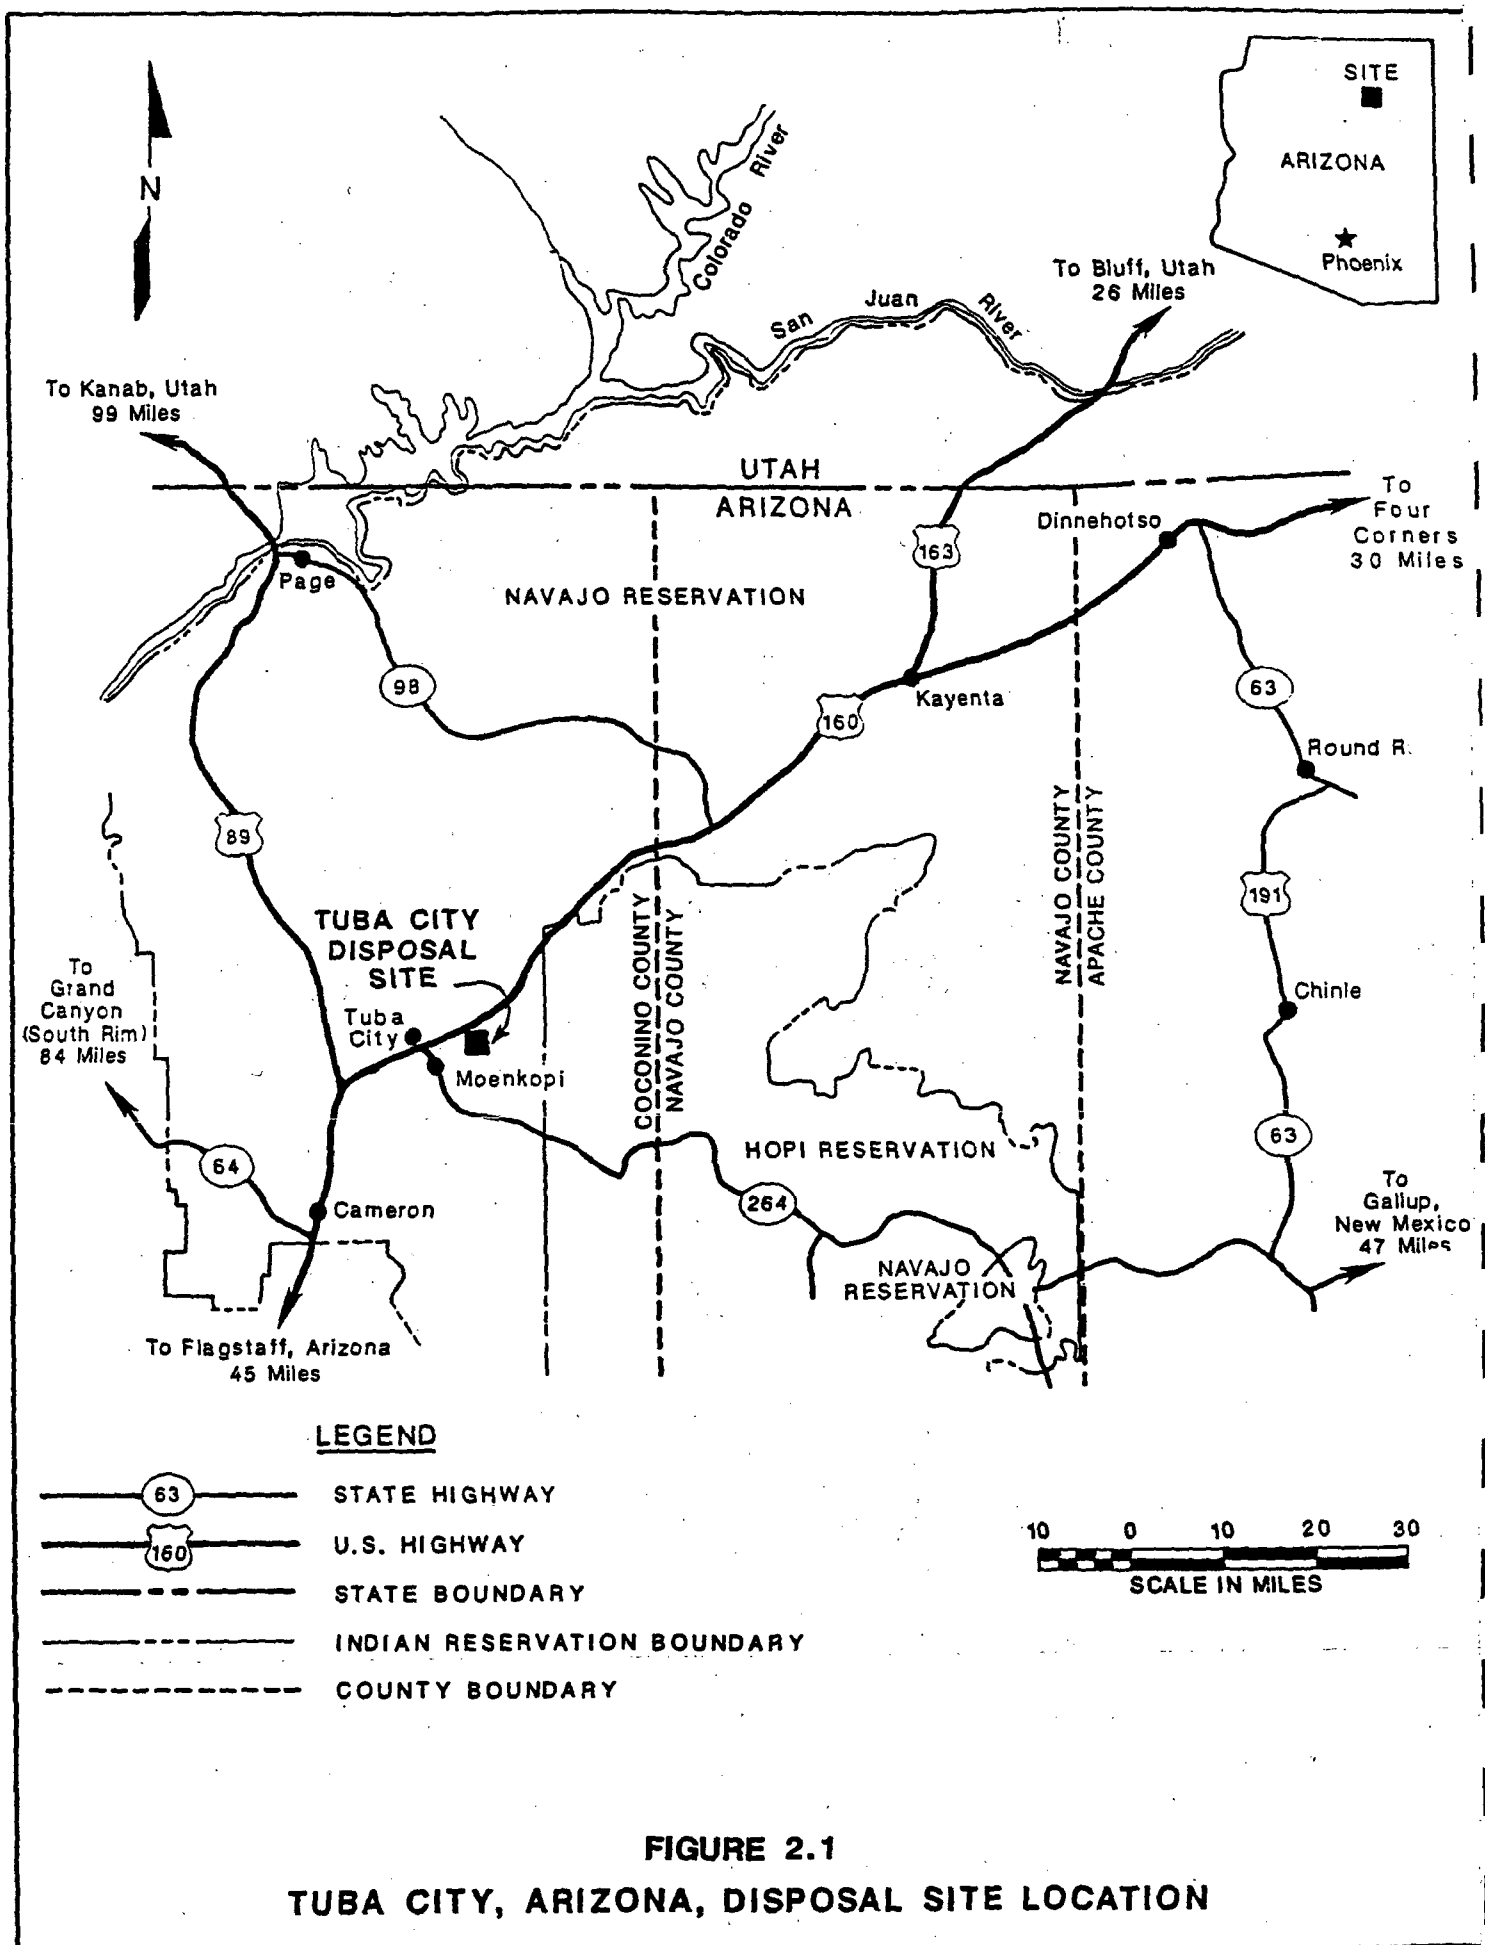 SITE
ARIZONA
Phoenix
N
Colorado River
San Juan River
To Bluff, Utah
26 Miles
To Kanab, Utah
99 Miles
UTAH
ARIZONA
To
Four
Corners
30 Miles
Dinnehotso
163
Page
NAVAJO RESERVATION
98
63
Kayenta
160
Round R.
89
NAVAJO COUNTY
APACHE COUNTY
191
TUBA CITY
DISPOSAL
SITE
COCONINO COUNTY
NAVAJO COUNTY
To
Grand
Canyon
(South Rim)
84 Miles
Chinle
Tuba
City
Moenkopi
63
HOPI RESERVATION
64
264
To
Gallup,
New Mexico
47 Miles
Cameron
NAVAJO
RESERVATION
To Flagstaff, Arizona
45 Miles
LEGEND
63 STATE HIGHWAY
160 U.S. HIGHWAY
STATE BOUNDARY
INDIAN RESERVATION BOUNDARY
COUNTY BOUNDARY
10 0 10 20 30
SCALE IN MILES
FIGURE 2.1
TUBA CITY, ARIZONA, DISPOSAL SITE LOCATION